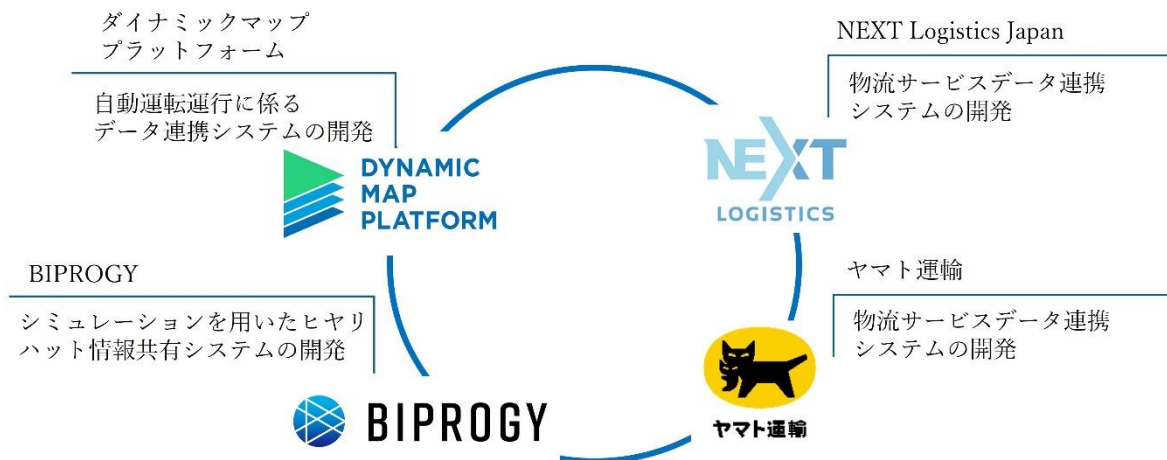 ダイナミックマップ
プラットフォーム
自動運転運行に係る
データ連携システムの開発
DYNAMIC
MAP
PLATFORM
NEXT Logistics Japan
物流サービスデータ連携
システムの開発
NEXT
LOGISTICS
BIPROGY
シミュレーションを用いたヒヤリ
ハット情報共有システムの開発
BIPROGY
ヤマト運輸
物流サービスデータ連携
システムの開発
ヤマト運輸